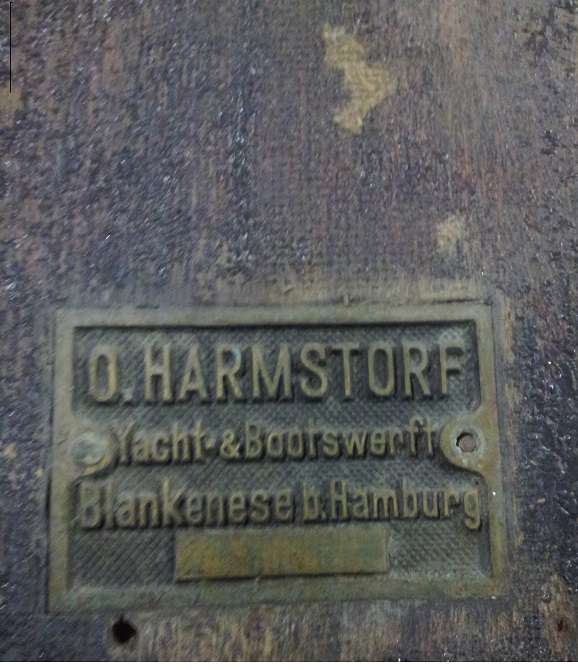 O. HARMSTORF
Yacht- & Bootswerft
Blankenese b. Hamburg